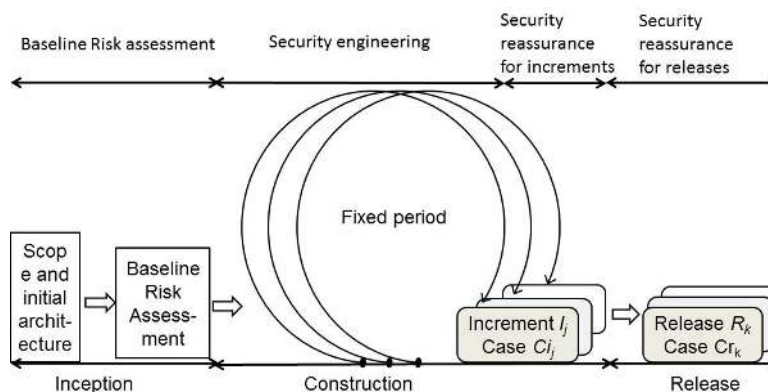 Baseline Risk assessment
Security engineering
Security
reassurance
for increments
Security
reassurance
for releases
Fixed period
Scop
e and
initial
archit-
ecture
Baseline
Risk
Assess-
ment
Increment Ij
Case Cij
Release Rk
Case Crk
Inception
Construction
Release